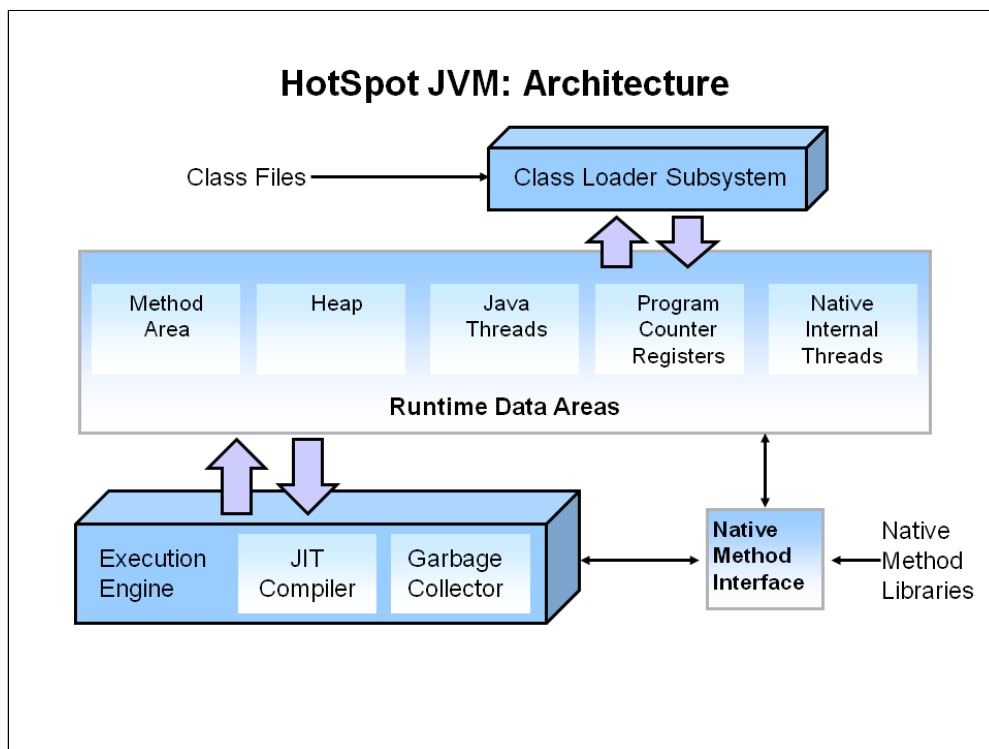 HotSpot JVM: Architecture
Class Files
Class Loader Subsystem
Method
Area
Heap
Java
Threads
Program
Counter
Registers
Native
Internal
Threads
Runtime Data Areas
Execution
Engine
JIT
Compiler
Garbage
Collector
Native
Method
Interface
Native
Method
Libraries